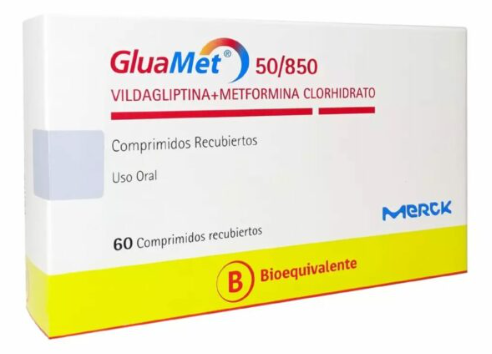 GluaMet® 50/850
VILDAGLIPTINA+METFORMINA CLORHIDRATO
Comprimidos Recubiertos
Uso Oral
MERCK
60 Comprimidos recubiertos
B Bioequivalente